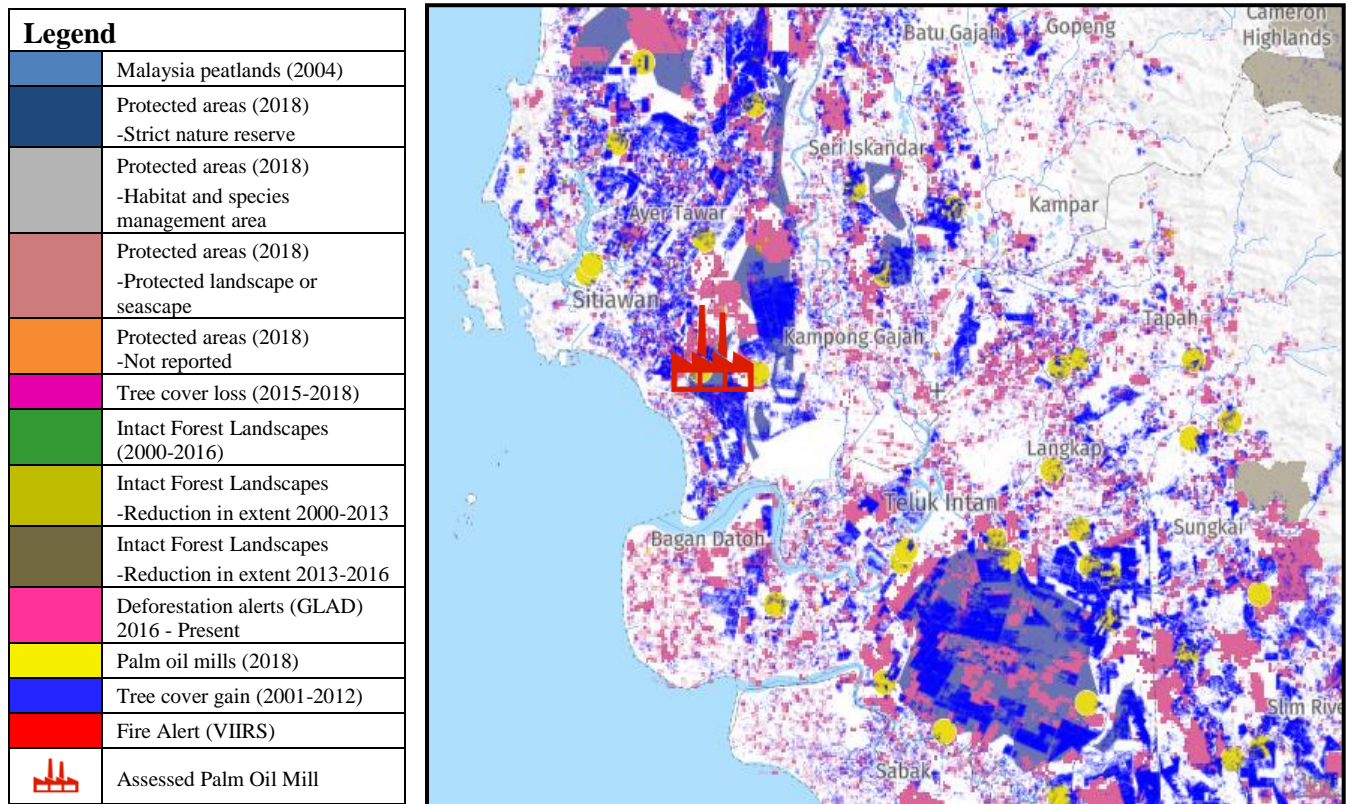 Legend
Malaysia peatlands (2004)
Protected areas (2018)
-Strict nature reserve
Protected areas (2018)
-Habitat and species
management area
Protected areas (2018)
-Protected landscape or
seascape
Protected areas (2018)
-Not reported
Tree cover loss (2015-2018)
Intact Forest Landscapes
(2000-2016)
Intact Forest Landscapes
-Reduction in extent 2000-2013
Intact Forest Landscapes
-Reduction in extent 2013-2016
Deforestation alerts (GLAD)
2016 - Present
Palm oil mills (2018)
Tree cover gain (2001-2012)
Fire Alert (VIIRS)
Assessed Palm Oil Mill
Cameron
Highlands
Batu Gajah
Gopeng
Seri Iskandar
Ayer Tawar
Kampar
Sitiawan
Kampong Gajah
Tapah
Langkap
Teluk Intan
Bagan Datoh
Sungkai
Slim Rive
Sabak